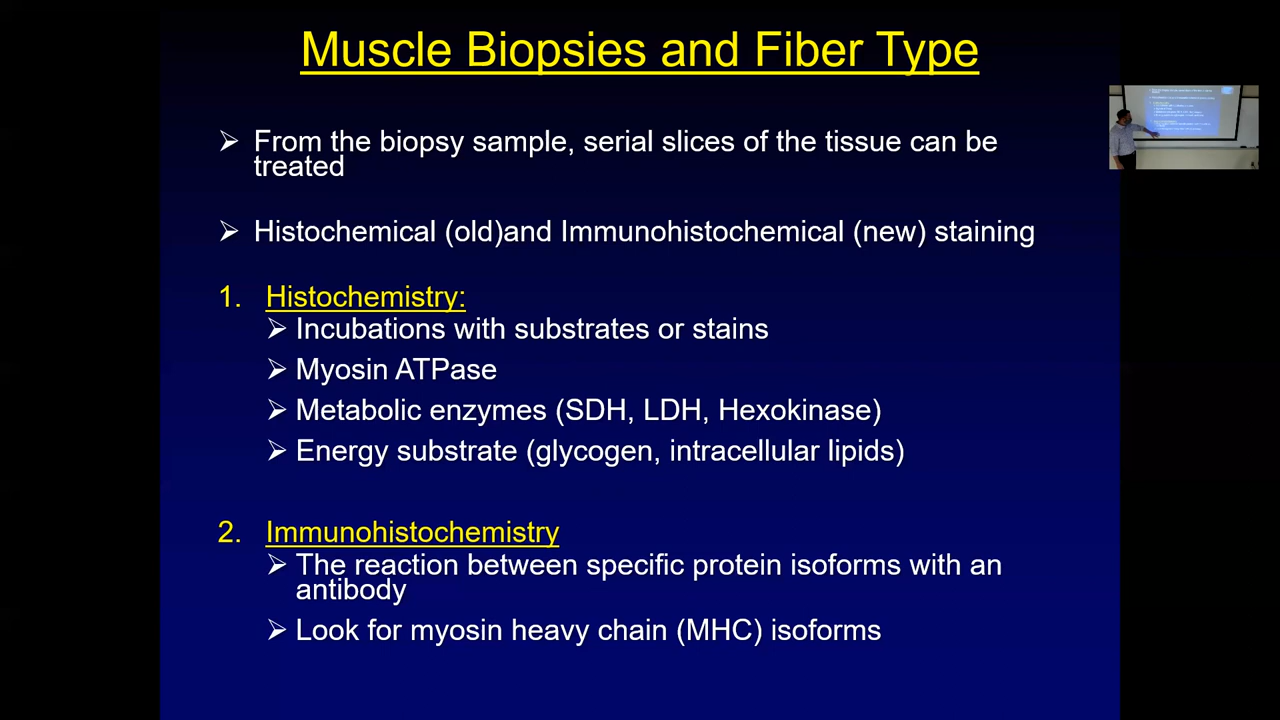 Muscle Biopsies and Fiber Type
➢ From the biopsy sample, serial slices of the tissue can be
treated
➢ Histochemical (old)and Immunohistochemical (new) staining
1. Histochemistry:
➢ Incubations with substrates or stains
➢ Myosin ATPase
➢ Metabolic enzymes (SDH, LDH, Hexokinase)
➢ Energy substrate (glycogen, intracellular lipids)
2. Immunohistochemistry
➢ The reaction between specific protein isoforms with an
antibody
➢ Look for myosin heavy chain (MHC) isoforms